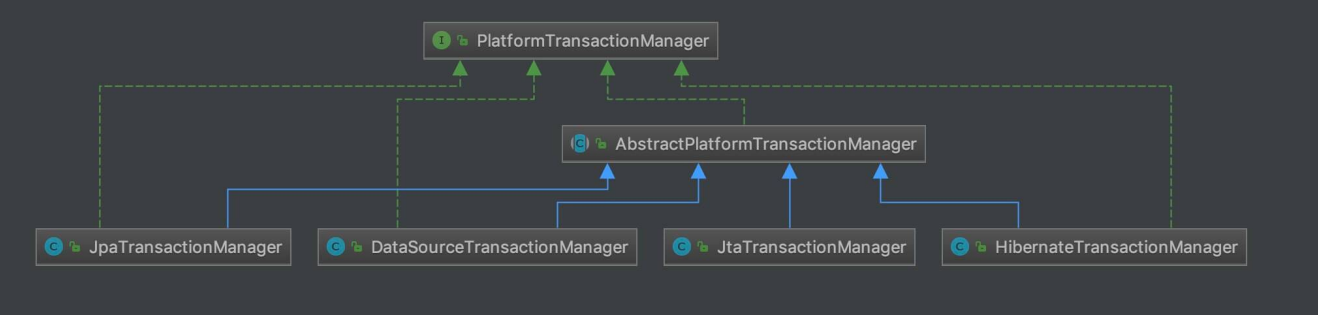 I PlatformTransactionManager
C AbstractPlatformTransactionManager
C JpaTransactionManager
C DataSourceTransactionManager
C JtaTransactionManager
C HibernateTransactionManager